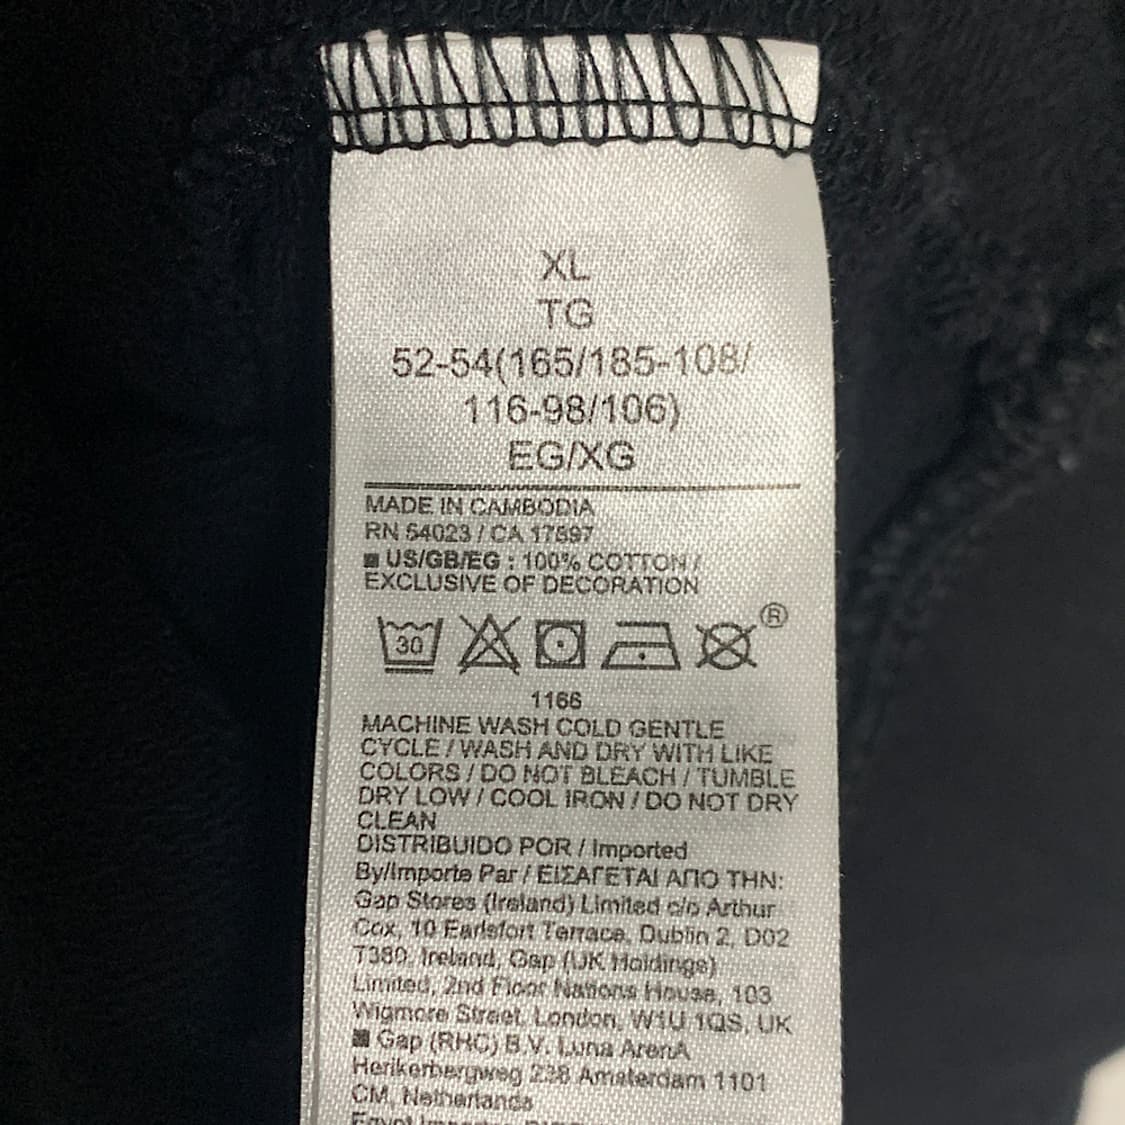 XL
TG
52-54(165/185-108/
116-98/106)
EG/XG
MADE IN CAMBODIA
RN 54023 / CA 17897
US/GB/EG : 100% COTTON /
EXCLUSIVE OF DECORATION
30
®
1166
MACHINE WASH COLD GENTLE
CYCLE / WASH AND DRY WITH LIKE
COLORS / DO NOT BLEACH / TUMBLE
DRY LOW / COOL IRON / DO NOT DRY
CLEAN
DISTRIBUIDO POR / Imported
By/Importe Par / ΕΙΣΑΓΕΤΑΙ ΑΠΟ ΤΗΝ:
Gap Stores (Ireland) Limited c/o Arthur
Cox, 10 Earlsfort Terrace, Dublin 2, D02
T380, Ireland, Gap (UK Holdings)
Limited, 2nd Floor Nations House, 103
Wigmore Street, London, W1U 1QS, UK
Gap (RHC) B.V. Luna ArenA
Herikerbergweg 238 Amsterdam 1101
CM, Netherlands